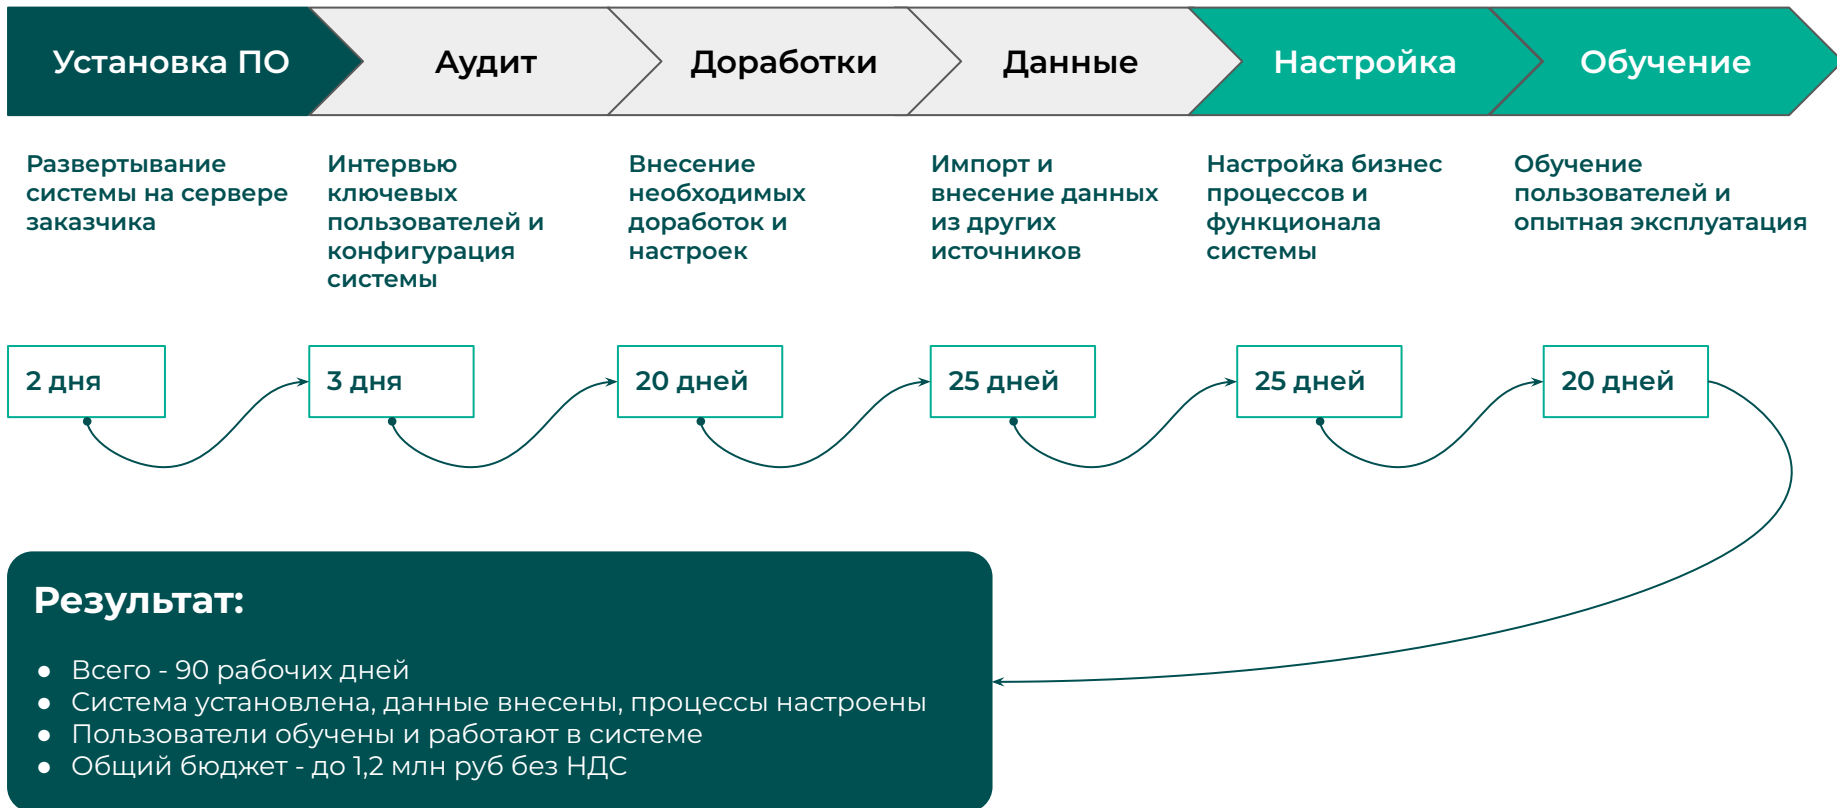 Установка ПО
Аудит
Доработки
Данные
Настройка
Обучение
Развертывание
системы на сервере
заказчика
Интервью
ключевых
пользователей и
конфигурация
системы
Внесение
необходимых
доработок и
настроек
Импорт и
внесение данных
из других
источников
Настройка бизнес
процессов и
функционала
системы
Обучение
пользователей и
опытная эксплуатация
2 дня
3 дня
20 дней
25 дней
25 дней
20 дней
Результат:
● Всего - 90 рабочих дней
● Система установлена, данные внесены, процессы настроены
● Пользователи обучены и работают в системе
● Общий бюджет - до 1,2 млн руб без НДС